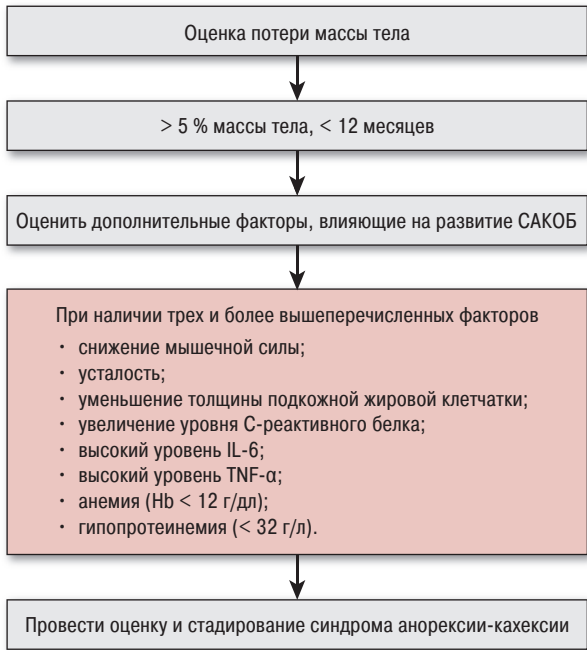 Оценка потери массы тела
> 5 % массы тела, < 12 месяцев
Оценить дополнительные факторы, влияющие на развитие САКОБ
При наличии трех и более вышеперечисленных факторов
· снижение мышечной силы;
· усталость;
· уменьшение толщины подкожной жировой клетчатки;
· увеличение уровня С-реактивного белка;
· высокий уровень IL-6;
· высокий уровень TNF-α;
· анемия (Hb < 12 г/дл);
· гипопротеинемия (< 32 г/л).
Провести оценку и стадирование синдрома анорексии-кахексии